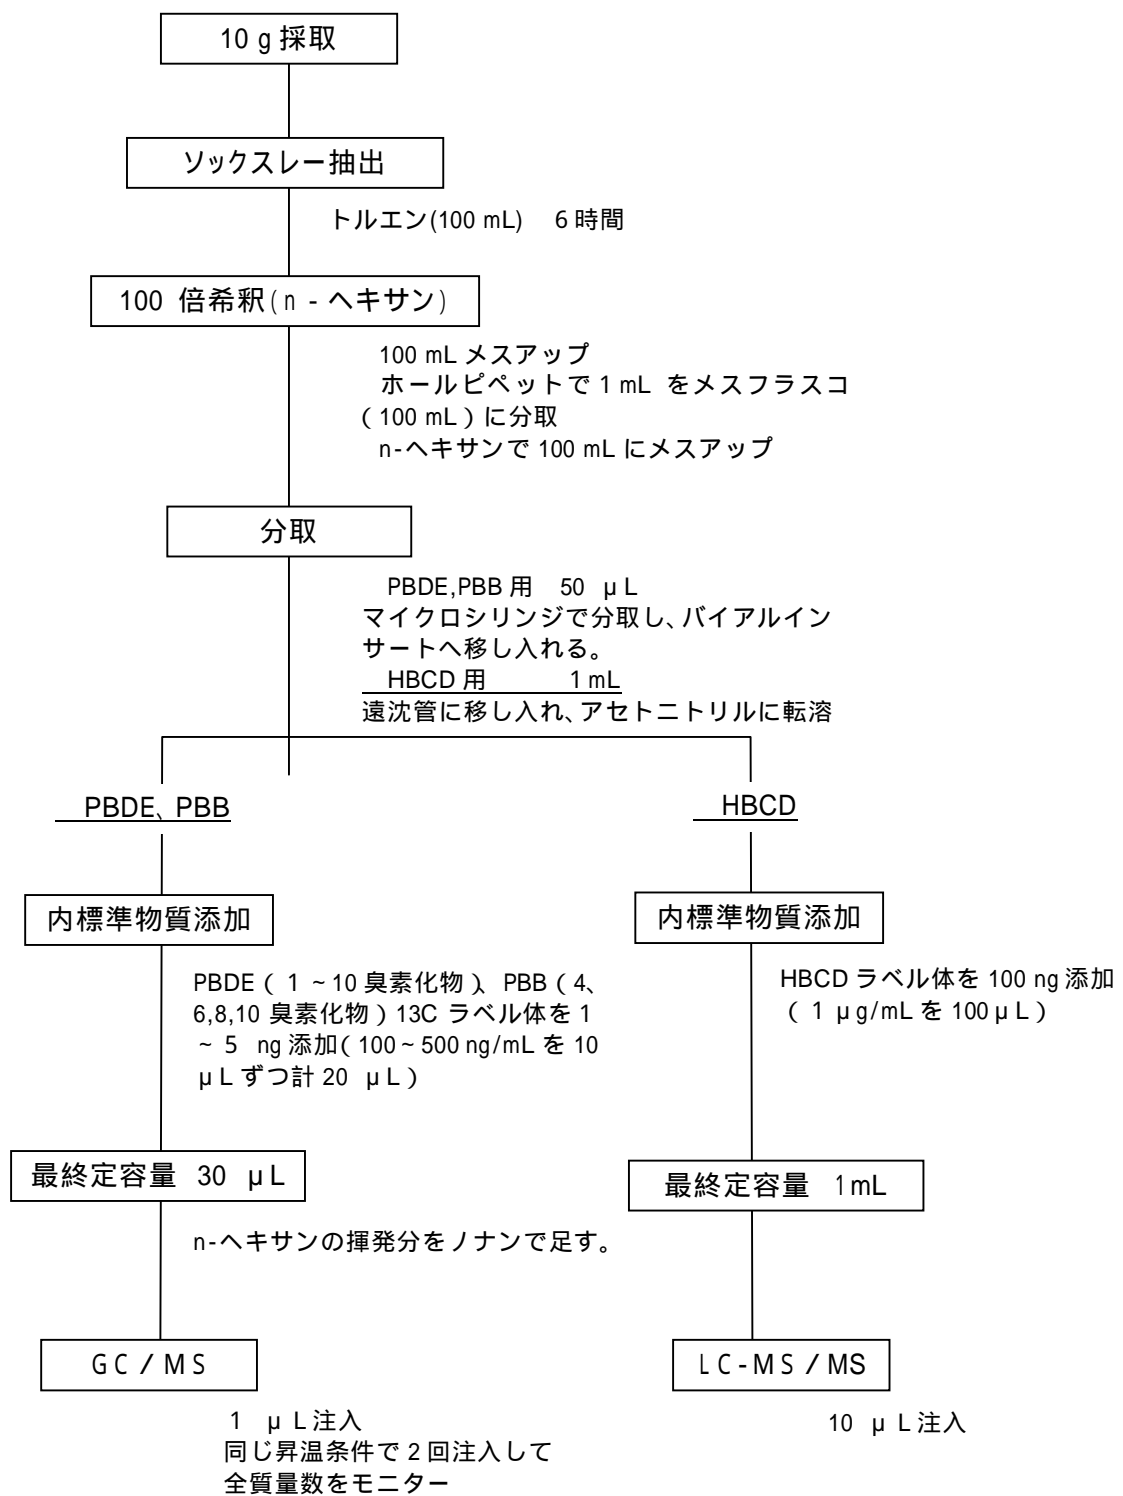 10 g 採取
ソックスレー抽出
トルエン(100 mL) 6 時間
100 倍希釈(n - ヘキサン)
100 mL メスアップ
ホールピペットで 1 mL をメスフラスコ
(100 mL)に分取
n-ヘキサンで 100 mL にメスアップ
分取
PBDE,PBB 用 50 μL
マイクロシリンジで分取し、バイアルイン
サートへ移し入れる。
HBCD 用 1 mL
遠沈管に移し入れ、アセトニトリルに転溶
PBDE、PBB
HBCD
内標準物質添加
内標準物質添加
PBDE(1 ~10 臭素化物)、PBB(4、
6,8,10 臭素化物)13C ラベル体を 1
~ 5 ng 添加(100~500 ng/mL を 10
μL ずつ計 20 μL)
HBCD ラベル体を 100 ng 添加
(1 μg/mL を 100 μL)
最終定容量 30 μL
最終定容量 1mL
n-ヘキサンの揮発分をノナンで足す。
GC/MS
LC-MS/MS
1 μL 注入
同じ昇温条件で 2 回注入して
全質量数をモニター
10 μL 注入